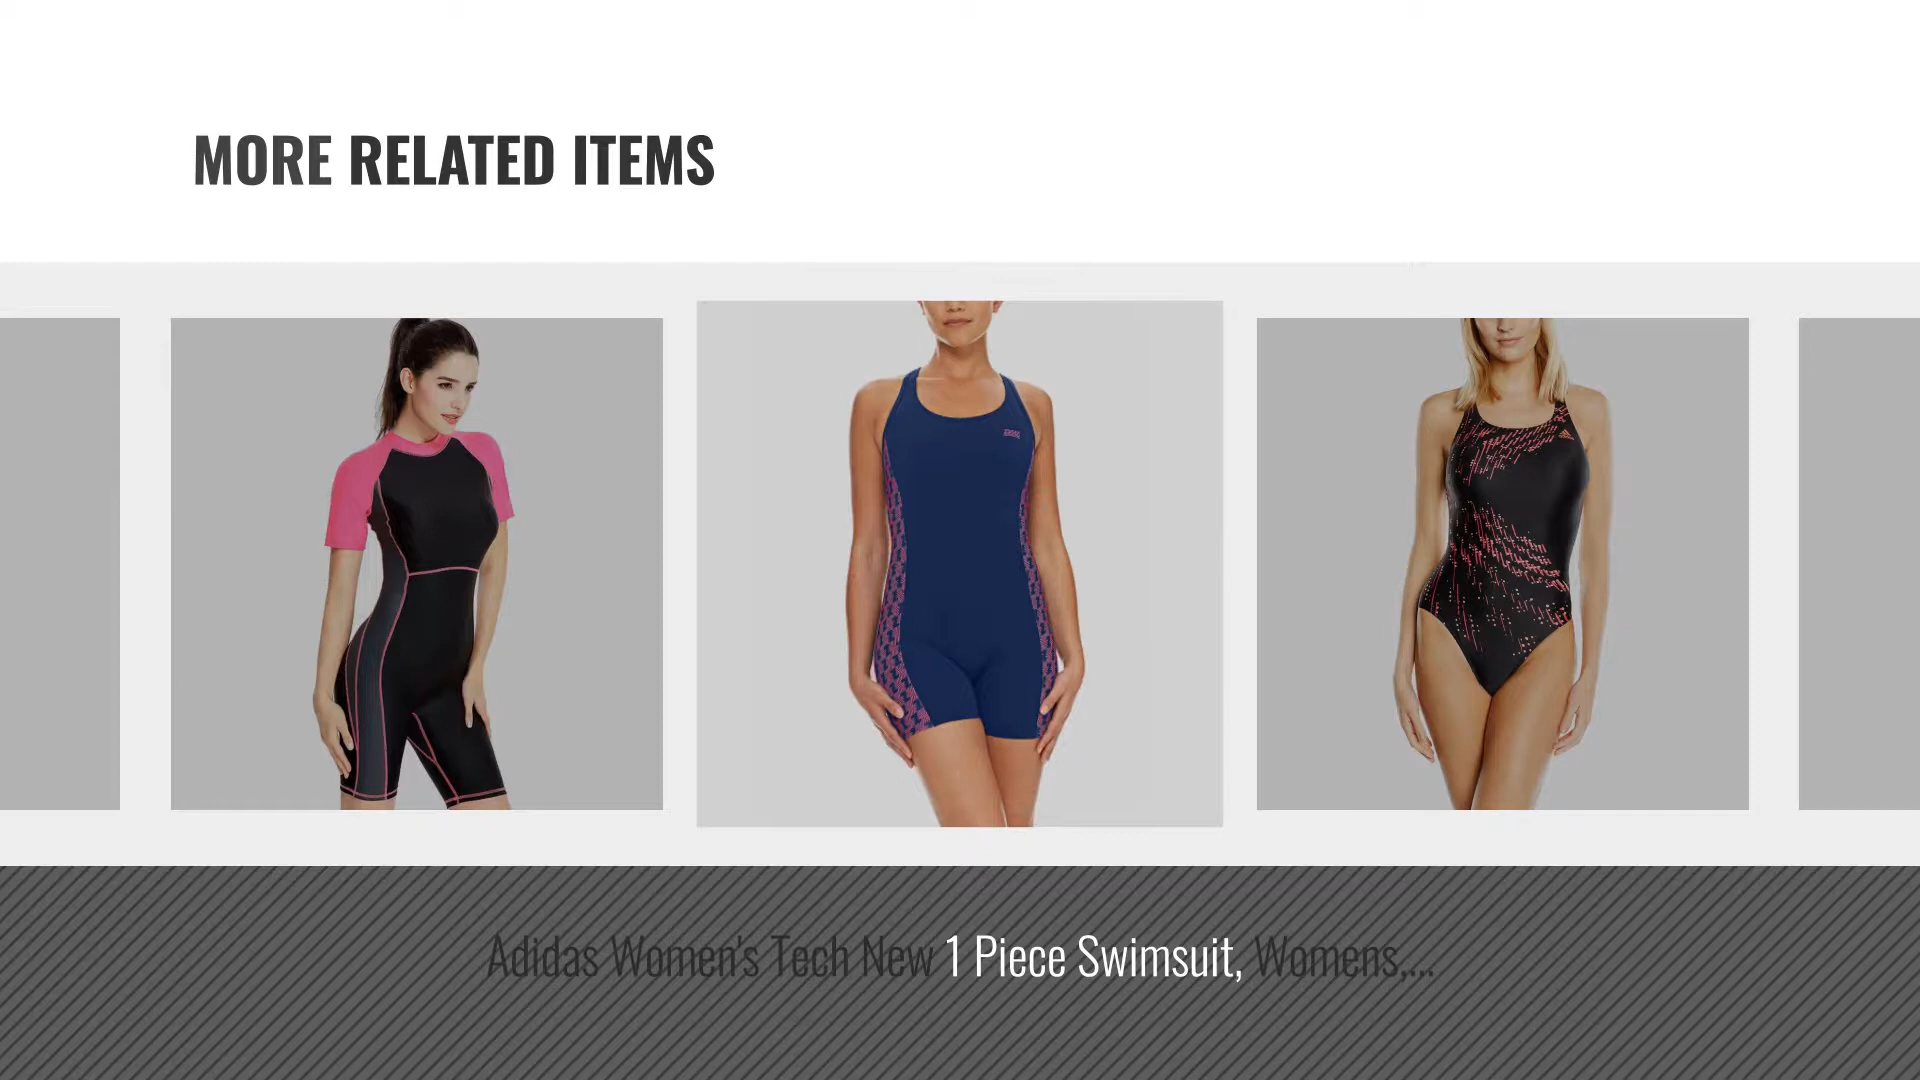 MORE RELATED ITEMS
Adidas Women's Tech New 1 Piece Swimsuit, Womens,...